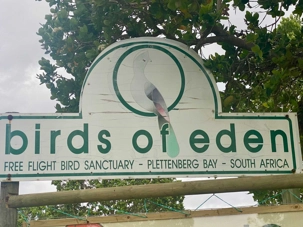 birds of eden
FREE FLIGHT BIRD SANCTUARY - PLETTENBERG BAY - SOUTH AFRICA